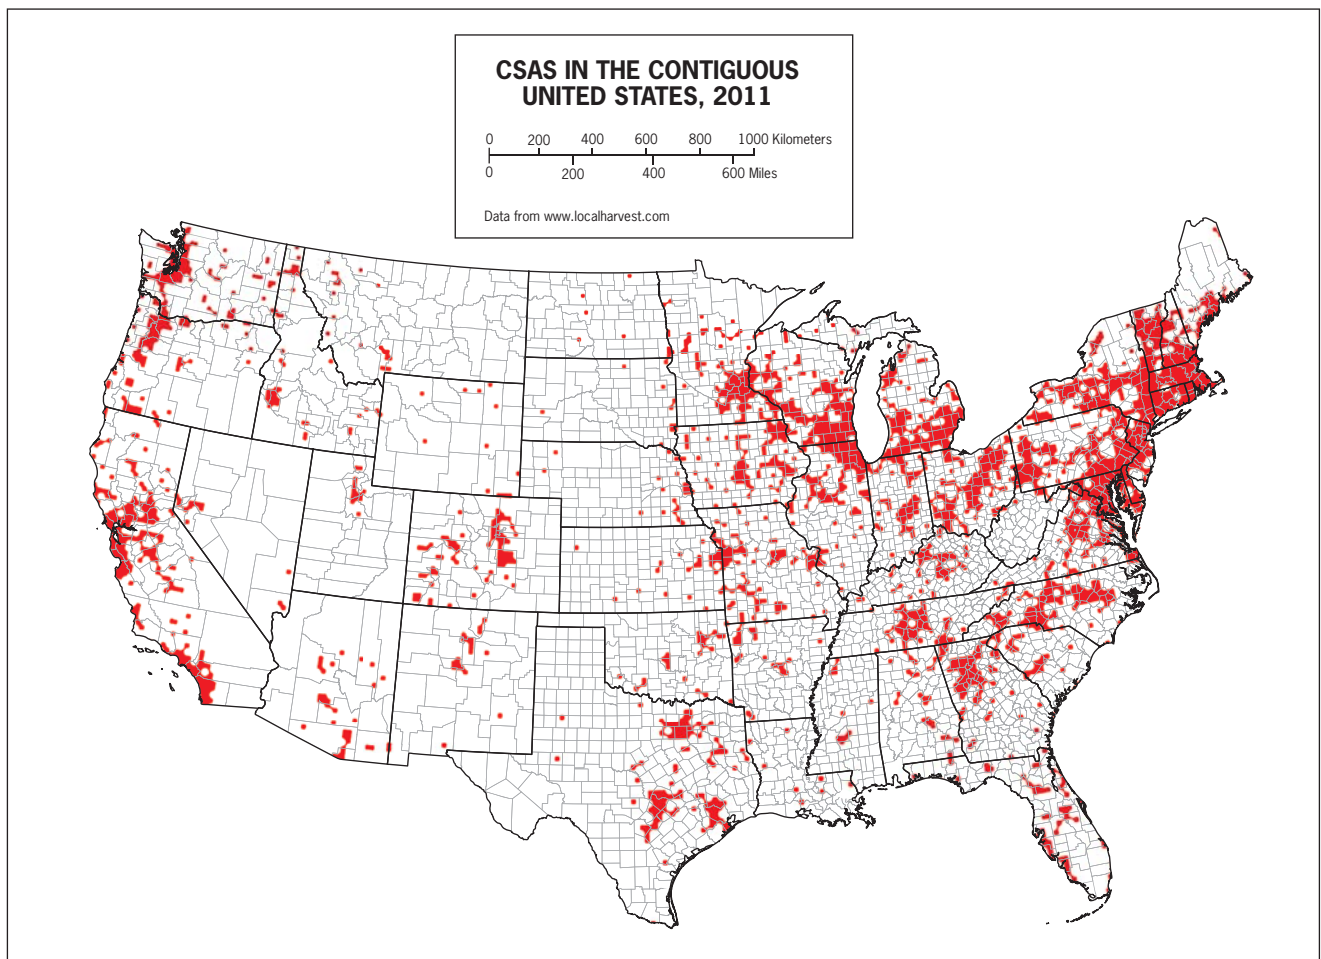 CSAS IN THE CONTIGUOUS
UNITED STATES, 2011
0 200 400 600 800 1000 Kilometers
0 200 400 600 Miles
Data from www.localharvest.com